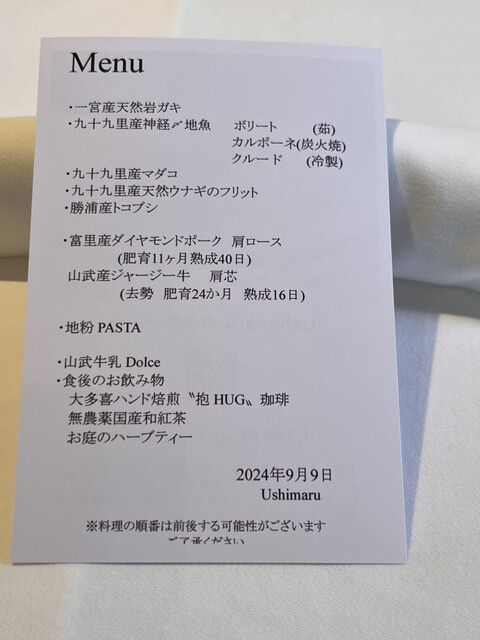 Menu
・一宮産天然岩ガキ
・九十九里産神経〆地魚 ボリート (茹)
カルボーネ(炭火焼)
クルード (冷製)
・九十九里産マダコ
・九十九里産天然ウナギのフリット
・勝浦産トコブシ
・富里産ダイヤモンドポーク 肩ロース
(肥育11ヶ月熟成40日)
山武産ジャージー牛 肩芯
(去勢 肥育24か月 熟成16日)
・地粉 PASTA
・山武牛乳 Dolce
・食後のお飲み物
大多喜ハンド焙煎〝抱 HUG〟珈琲
無農薬国産和紅茶
お庭のハーブティー
2024年9月9日
Ushimaru
※料理の順番は前後する可能性がございます
ご了承ください